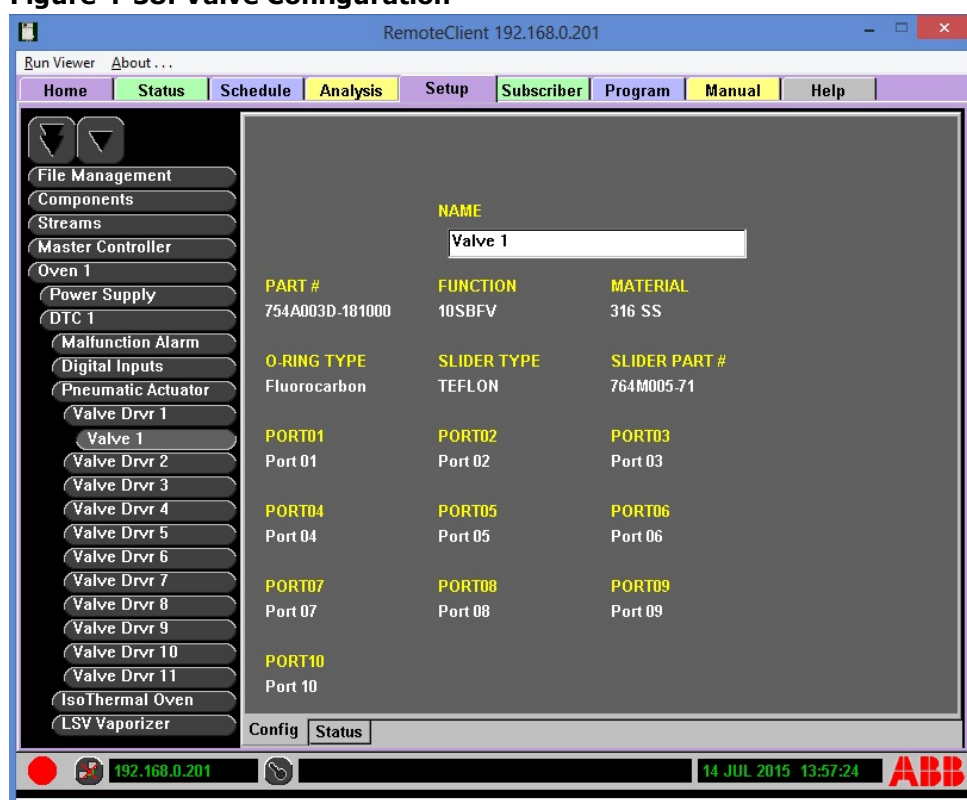 Figure 4-38. Valve Configuration
RemoteClient 192.168.0.201
Run Viewer About . . .
Home Status Schedule Analysis Setup Subscriber Program Manual Help
File Management
Components
Streams
Master Controller
Oven 1
Power Supply
DTC 1
Malfunction Alarm
Digital Inputs
Pneumatic Actuator
Valve Drvr 1
Valve 1
Valve Drvr 2
Valve Drvr 3
Valve Drvr 4
Valve Drvr 5
Valve Drvr 6
Valve Drvr 7
Valve Drvr 8
Valve Drvr 9
Valve Drvr 10
Valve Drvr 11
IsoThermal Oven
LSV Vaporizer
NAME
Valve 1
PART # FUNCTION MATERIAL
754A003D-181000 10SBFV 316 SS
O-RING TYPE SLIDER TYPE SLIDER PART #
Fluorocarbon TEFLON 764M005-71
PORT01 PORT02 PORT03
Port 01 Port 02 Port 03
PORT04 PORT05 PORT06
Port 04 Port 05 Port 06
PORT07 PORT08 PORT09
Port 07 Port 08 Port 09
PORT10
Port 10
Config Status
192.168.0.201 14 JUL 2015 13:57:24 ABB